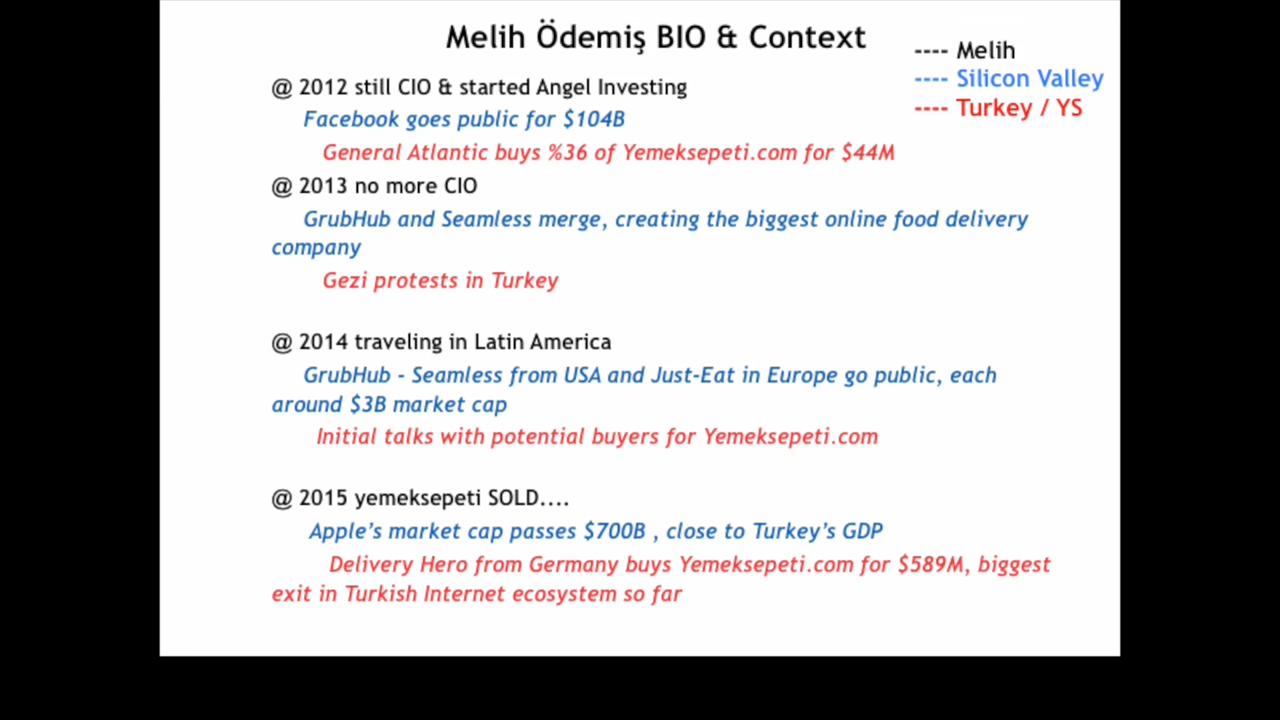 Melih Ödemiş BIO & Context
---- Melih
---- Silicon Valley
---- Turkey / YS
@ 2012 still CIO & started Angel Investing
Facebook goes public for $104B
General Atlantic buys %36 of Yemeksepeti.com for $44M
@ 2013 no more CIO
GrubHub and Seamless merge, creating the biggest online food delivery
company
Gezi protests in Turkey
@ 2014 traveling in Latin America
GrubHub - Seamless from USA and Just-Eat in Europe go public, each
around $3B market cap
Initial talks with potential buyers for Yemeksepeti.com
@ 2015 yemeksepeti SOLD....
Apple’s market cap passes $700B , close to Turkey’s GDP
Delivery Hero from Germany buys Yemeksepeti.com for $589M, biggest
exit in Turkish Internet ecosystem so far